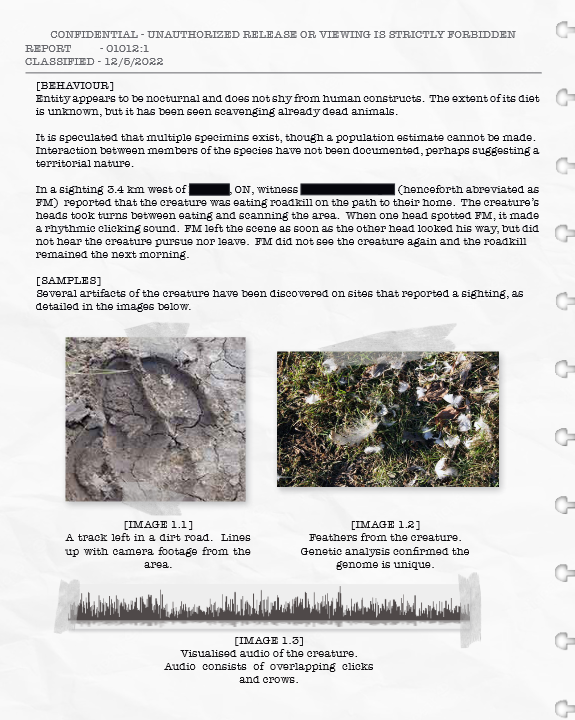 CONFIDENTIAL - UNAUTHORIZED RELEASE OR VIEWING IS STRICTLY FORBIDDEN
REPORT - 01012:1
CLASSIFIED - 12/5/2022
[BEHAVIOUR]
Entity appears to be nocturnal and does not shy from human constructs. The extent of its diet
is unknown, but it has been seen scavenging already dead animals.
It is speculated that multiple specimins exist, though a population estimate cannot be made.
Interaction between members of the species have not been documented, perhaps suggesting a
territorial nature.
In a sighting 3.4 km west of , ON, witness (henceforth abreviated as
FM) reported that the creature was eating roadkill on the path to their home. The creature's
heads took turns between eating and scanning the area. When one head spotted FM, it made
a rhythmic clicking sound. FM left the scene as soon as the other head looked his way, but did
not hear the creature pursue nor leave. FM did not see the creature again and the roadkill
remained the next morning.
[SAMPLES]
Several artifacts of the creature have been discovered on sites that reported a sighting, as
detailed in the images below.
[IMAGE 1.1]
A track left in a dirt road. Lines
up with camera footage from the
area.
[IMAGE 1.2]
Feathers from the creature.
Genetic analysis confirmed the
genome is unique.
[IMAGE 1.3]
Visualised audio of the creature.
Audio consists of overlapping clicks
and crows.